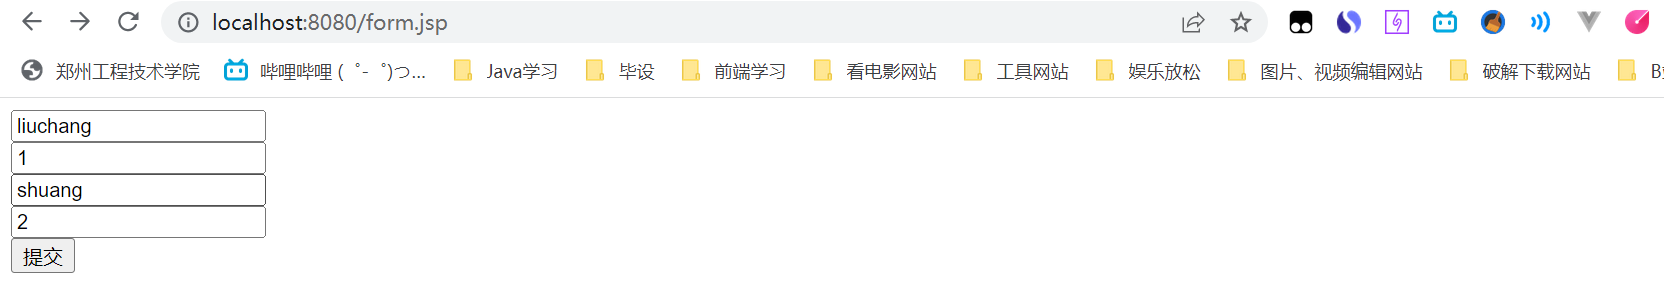 localhost:8080/form.jsp
郑州工程技术学院 哔哩哔哩 ( ゜- ゜)つ... Java学习 毕设 前端学习 看电影网站 工具网站 娱乐放松 图片、视频编辑网站 破解下载网站
liuchang
1
shuang
2
提交